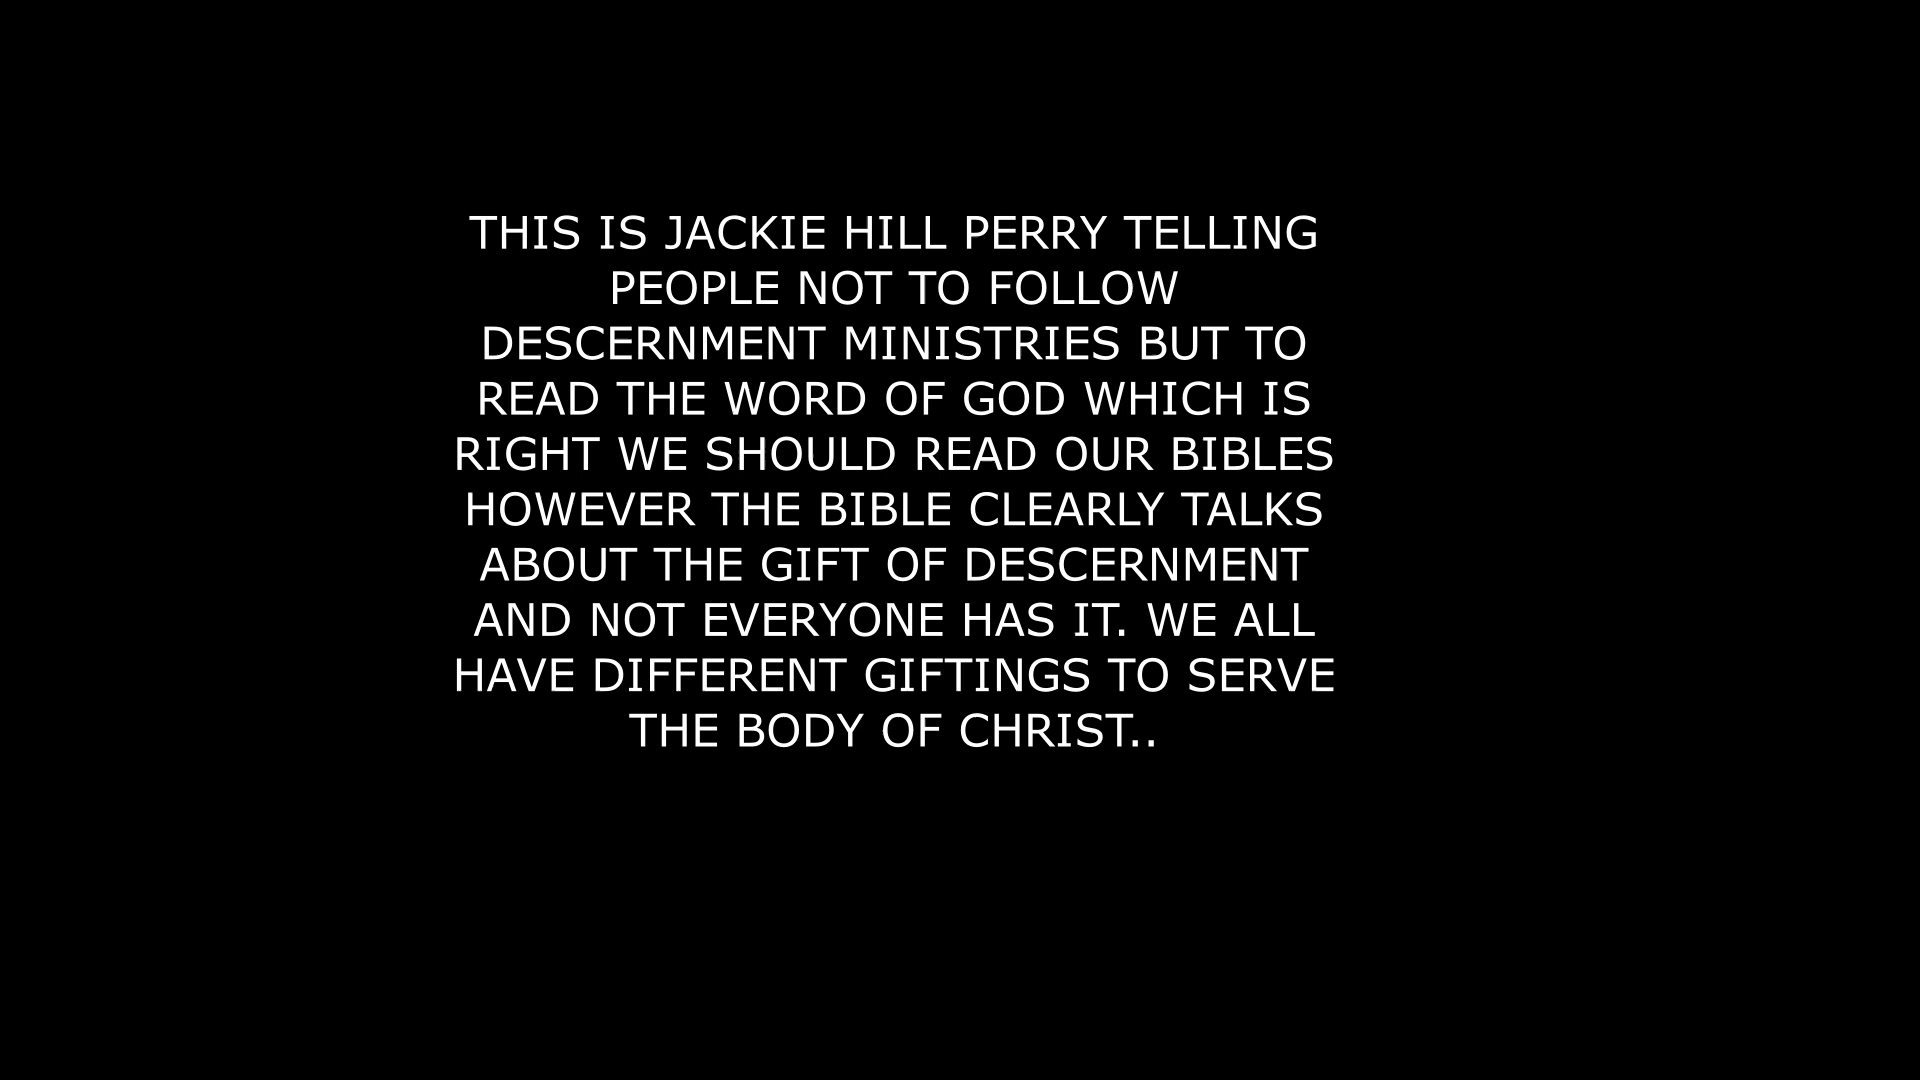 THIS IS JACKIE HILL PERRY TELLING
PEOPLE NOT TO FOLLOW
DESCERNMENT MINISTRIES BUT TO
READ THE WORD OF GOD WHICH IS
RIGHT WE SHOULD READ OUR BIBLES
HOWEVER THE BIBLE CLEARLY TALKS
ABOUT THE GIFT OF DESCERNMENT
AND NOT EVERYONE HAS IT. WE ALL
HAVE DIFFERENT GIFTINGS TO SERVE
THE BODY OF CHRIST..